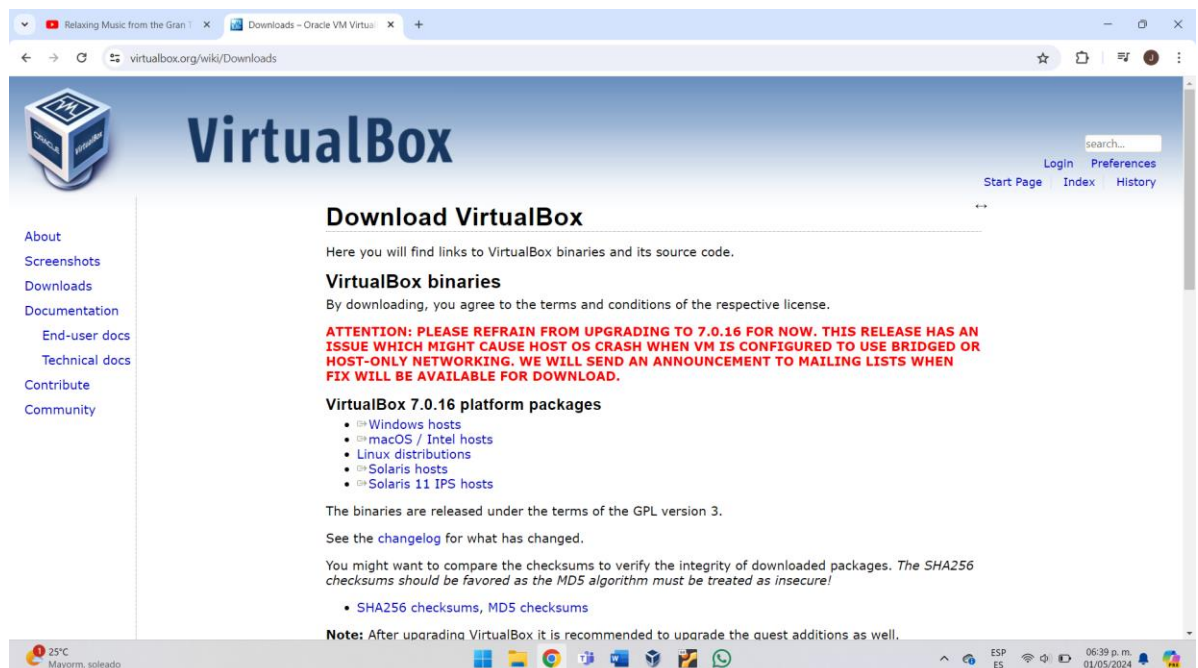 Relaxing Music from the Gran T
Downloads – Oracle VM Virtual
virtualbox.org/wiki/Downloads
J
ORACLE
VirtualBox
VirtualBox
search...
Login Preferences
Start Page Index History
About
Screenshots
Downloads
Documentation
End-user docs
Technical docs
Contribute
Community
Download VirtualBox
Here you will find links to VirtualBox binaries and its source code.
VirtualBox binaries
By downloading, you agree to the terms and conditions of the respective license.
ATTENTION: PLEASE REFRAIN FROM UPGRADING TO 7.0.16 FOR NOW. THIS RELEASE HAS AN
ISSUE WHICH MIGHT CAUSE HOST OS CRASH WHEN VM IS CONFIGURED TO USE BRIDGED OR
HOST-ONLY NETWORKING. WE WILL SEND AN ANNOUNCEMENT TO MAILING LISTS WHEN
FIX WILL BE AVAILABLE FOR DOWNLOAD.
VirtualBox 7.0.16 platform packages
Windows hosts
macOS / Intel hosts
Linux distributions
Solaris hosts
Solaris 11 IPS hosts
The binaries are released under the terms of the GPL version 3.
See the changelog for what has changed.
You might want to compare the checksums to verify the integrity of downloaded packages. The SHA256
checksums should be favored as the MD5 algorithm must be treated as insecure!
SHA256 checksums, MD5 checksums
Note: After upgrading VirtualBox it is recommended to upgrade the guest additions as well.
1
25°C
Mayorm. soleado
ESP
ES
06:39 p. m.
01/05/2024